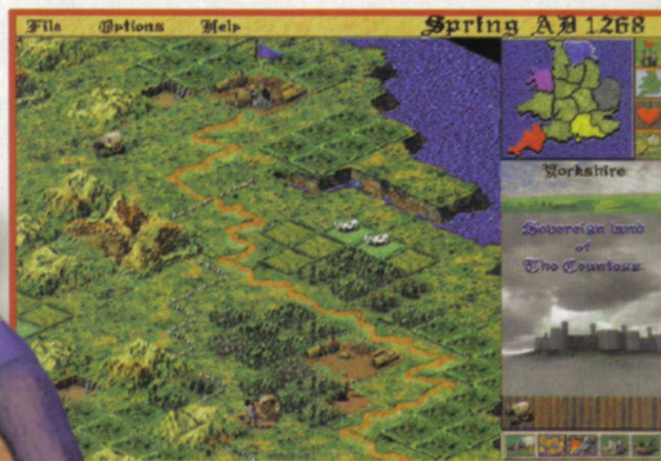 File Options Help Spring AD 1268
Yorkshire
Sovereign land
of
The Countess